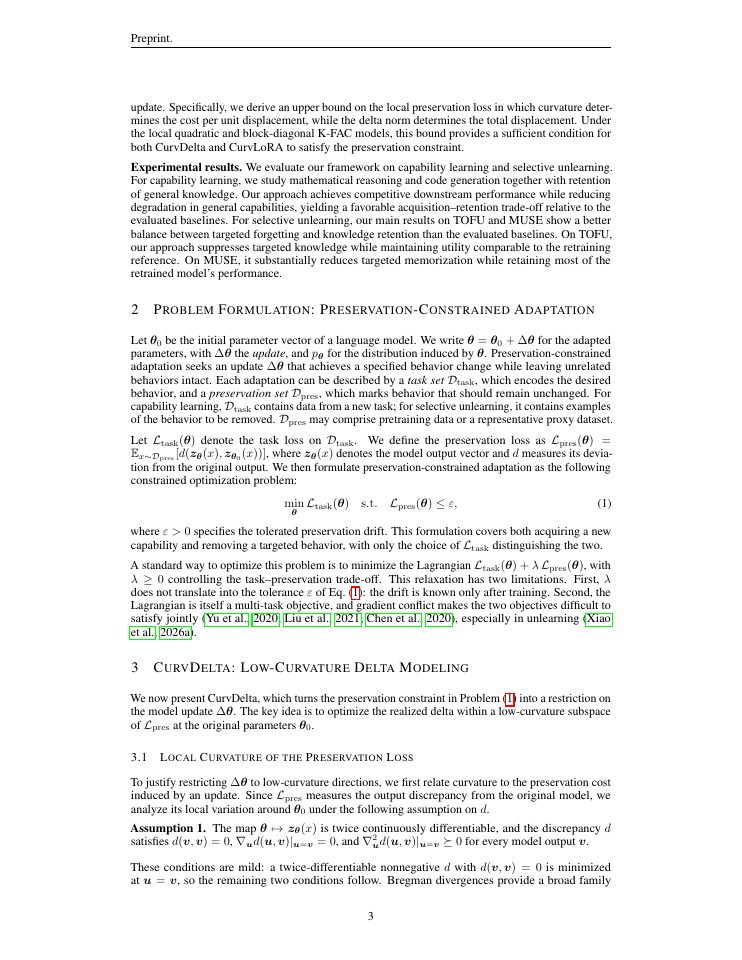 Preprint.
update. Specifically, we derive an upper bound on the local preservation loss in which curvature deter-
mines the cost per unit displacement, while the delta norm determines the total displacement. Under
the local quadratic and block-diagonal K-FAC models, this bound provides a sufficient condition for
both CurvDelta and CurvLoRA to satisfy the preservation constraint.
Experimental results. We evaluate our framework on capability learning and selective unlearning.
For capability learning, we study mathematical reasoning and code generation together with retention
of general knowledge. Our approach achieves competitive downstream performance while reducing
degradation in general capabilities, yielding a favorable acquisition–retention trade-off relative to the
evaluated baselines. For selective unlearning, our main results on TOFU and MUSE show a better
balance between targeted forgetting and knowledge retention than the evaluated baselines. On TOFU,
our approach suppresses targeted knowledge while maintaining utility comparable to the retraining
reference. On MUSE, it substantially reduces targeted memorization while retaining most of the
retrained model's performance.
2 PROBLEM FORMULATION: PRESERVATION-CONSTRAINED ADAPTATION
Let θ₀ be the initial parameter vector of a language model. We write θ = θ₀ + Δθ for the adapted
parameters, with Δθ the update, and p_θ for the distribution induced by θ. Preservation-constrained
adaptation seeks an update Δθ that achieves a specified behavior change while leaving unrelated
behaviors intact. Each adaptation can be described by a task set D_task, which encodes the desired
behavior, and a preservation set D_pres, which marks behavior that should remain unchanged. For
capability learning, D_task contains data from a new task; for selective unlearning, it contains examples
of the behavior to be removed. D_pres may comprise pretraining data or a representative proxy dataset.
Let L_task(θ) denote the task loss on D_task. We define the preservation loss as L_pres(θ) =
E_x∼D_pres[d(z_θ(x), z_θ₀(x))], where z_θ(x) denotes the model output vector and d measures its devia-
tion from the original output. We then formulate preservation-constrained adaptation as the following
constrained optimization problem:
min_θ L_task(θ) s.t. L_pres(θ) ≤ ε, (1)
where ε > 0 specifies the tolerated preservation drift. This formulation covers both acquiring a new
capability and removing a targeted behavior, with only the choice of L_task distinguishing the two.
A standard way to optimize this problem is to minimize the Lagrangian L_task(θ) + λ L_pres(θ), with
λ ≥ 0 controlling the task–preservation trade-off. This relaxation has two limitations. First, λ
does not translate into the tolerance ε of Eq. (1): the drift is known only after training. Second, the
Lagrangian is itself a multi-task objective, and gradient conflict makes the two objectives difficult to
satisfy jointly (Yu et al., 2020; Liu et al., 2021; Chen et al., 2020), especially in unlearning (Xiao
et al., 2026a).
3 CURVDELTA: LOW-CURVATURE DELTA MODELING
We now present CurvDelta, which turns the preservation constraint in Problem (1) into a restriction on
the model update Δθ. The key idea is to optimize the realized delta within a low-curvature subspace
of L_pres at the original parameters θ₀.
3.1 LOCAL CURVATURE OF THE PRESERVATION LOSS
To justify restricting Δθ to low-curvature directions, we first relate curvature to the preservation cost
induced by an update. Since L_pres measures the output discrepancy from the original model, we
analyze its local variation around θ₀ under the following assumption on d.
Assumption 1. The map θ ↦ z_θ(x) is twice continuously differentiable, and the discrepancy d
satisfies d(v, v) = 0, ∇_u d(u, v)|_u=v = 0, and ∇²_u d(u, v)|_u=v ⪰ 0 for every model output v.
These conditions are mild: a twice-differentiable nonnegative d with d(v, v) = 0 is minimized
at u = v, so the remaining two conditions follow. Bregman divergences provide a broad family
3